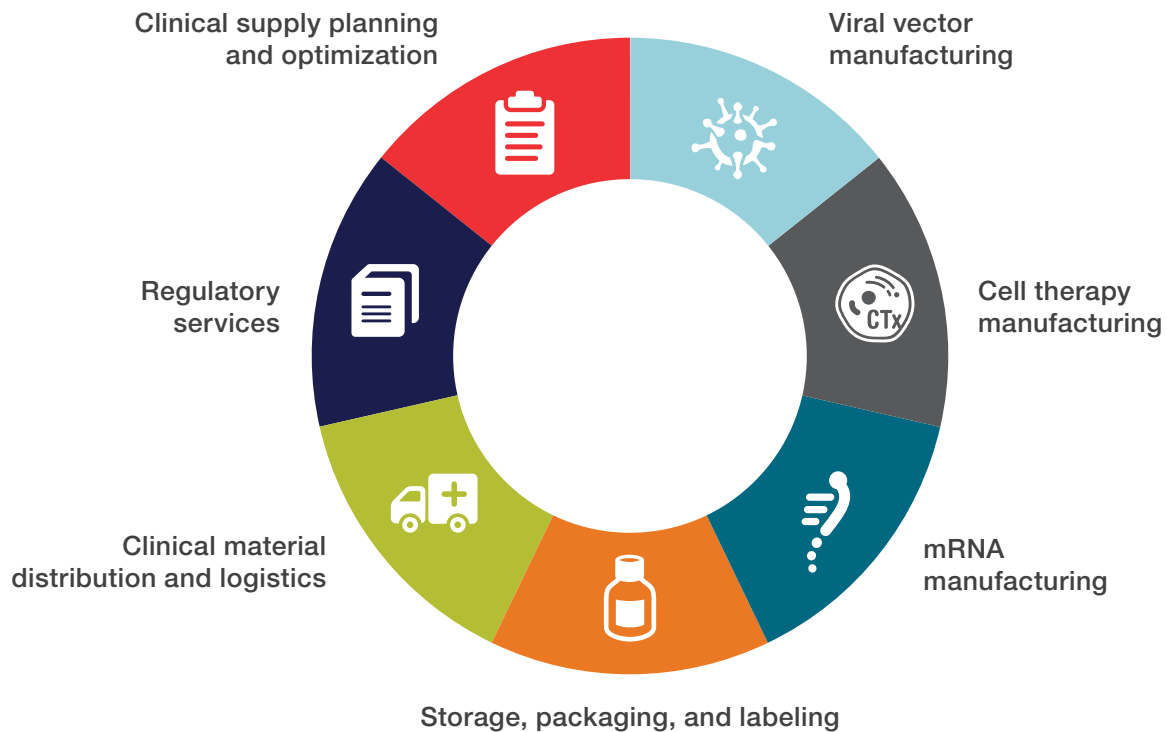 Clinical supply planning
and optimization
Viral vector
manufacturing
Regulatory
services
CTx
Cell therapy
manufacturing
Clinical material
distribution and logistics
mRNA
manufacturing
Storage, packaging, and labeling